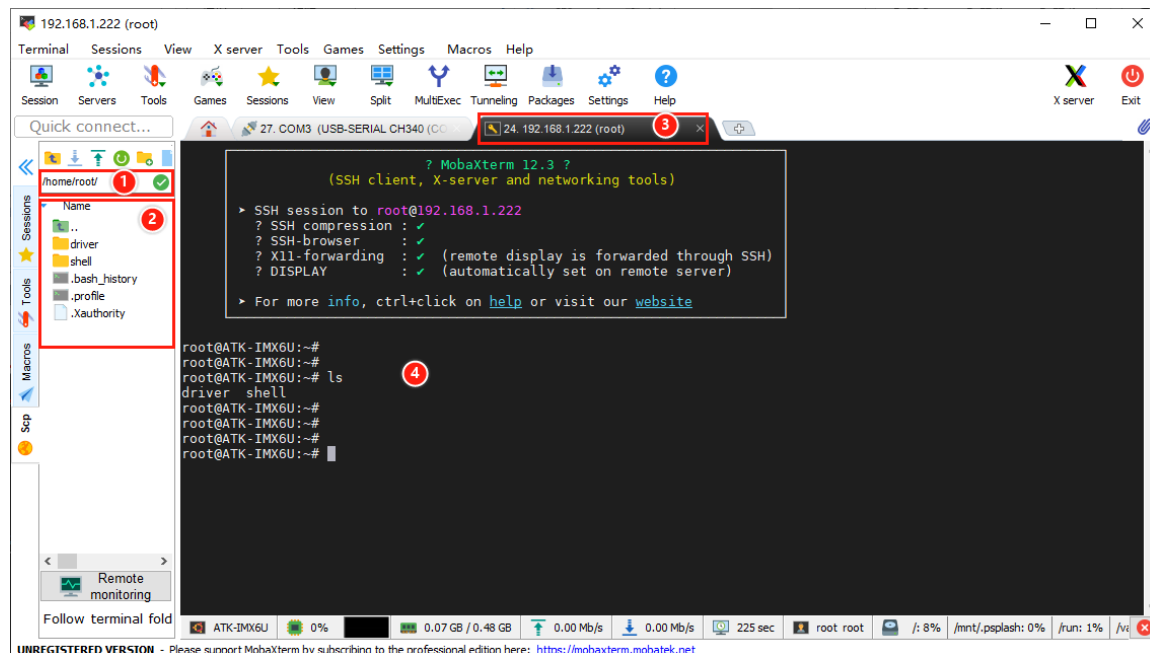 192.168.1.222 (root)
Terminal Sessions View X server Tools Games Settings Macros Help
Session Servers Tools Games Sessions View Split MultiExec Tunneling Packages Settings Help X server Exit
Quick connect...
27. COM3 (USB-SERIAL CH340 (CO
24. 192.168.1.222 (root)
3
/home/root/
1
Name
2
..
driver
shell
.bash_history
.profile
.Xauthority
Sessions
Tools
Macros
Scp
? MobaXterm 12.3 ?
(SSH client, X-server and networking tools)
➤ SSH session to root@192.168.1.222
? SSH compression : ✔
? SSH-browser : ✔
? X11-forwarding : ✔ (remote display is forwarded through SSH)
? DISPLAY : ✔ (automatically set on remote server)
➤ For more info, ctrl+click on help or visit our website
root@ATK-IMX6U:~#
root@ATK-IMX6U:~#
root@ATK-IMX6U:~# ls
4
driver shell
root@ATK-IMX6U:~#
root@ATK-IMX6U:~#
root@ATK-IMX6U:~#
root@ATK-IMX6U:~#
Remote
monitoring
Follow terminal fold
ATK-IMX6U 0% 0.07 GB / 0.48 GB 0.00 Mb/s 0.00 Mb/s 225 sec root root /: 8% /mnt/.psplash: 0% /run: 1% /va
UNREGISTERED VERSION - Please support MobaXterm by subscribing to the professional edition here: https://mobaxterm.mobatek.net